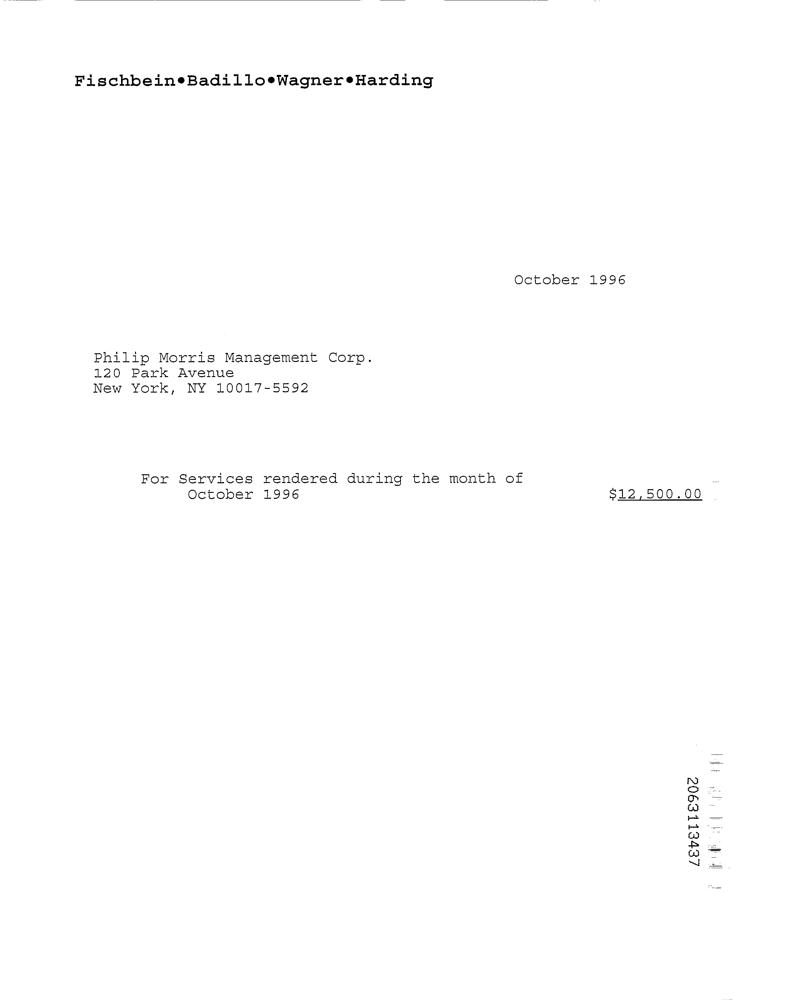 Fischbein•Badillo•Wagner•Harding
October 1996
Philip Morris Management Corp.
120 Park Avenue
New York, NY 10017-5592
For Services rendered during the month of
October 1996 $12,500.00
2063113437